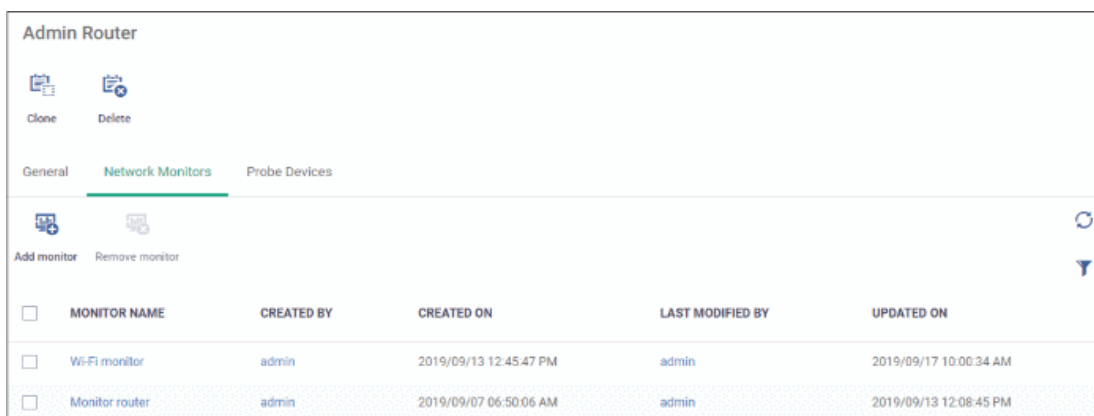 Admin Router
Clone Delete
General Network Monitors Probe Devices
Add monitor Remove monitor
MONITOR NAME CREATED BY CREATED ON LAST MODIFIED BY UPDATED ON
Wi-Fi monitor admin 2019/09/13 12:45:47 PM admin 2019/09/17 10:00:34 AM
Monitor router admin 2019/09/07 06:50:06 AM admin 2019/09/13 12:08:45 PM